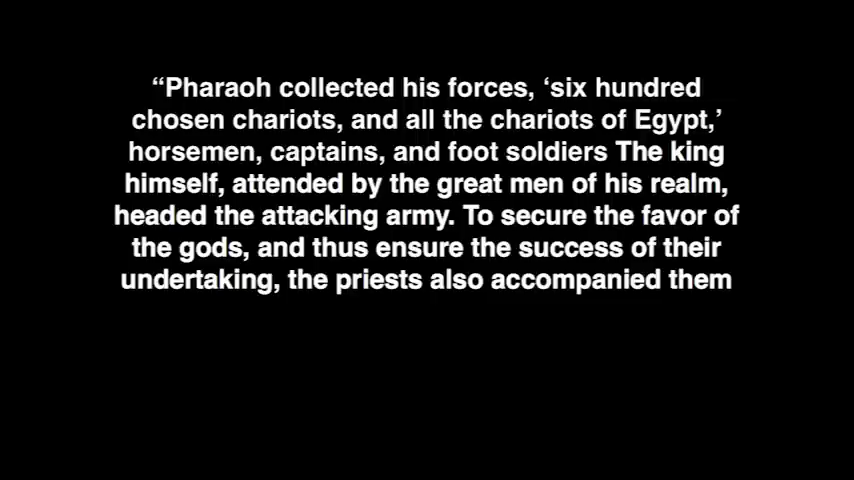 “Pharaoh collected his forces, ‘six hundred
chosen chariots, and all the chariots of Egypt,’
horsemen, captains, and foot soldiers The king
himself, attended by the great men of his realm,
headed the attacking army. To secure the favor of
the gods, and thus ensure the success of their
undertaking, the priests also accompanied them